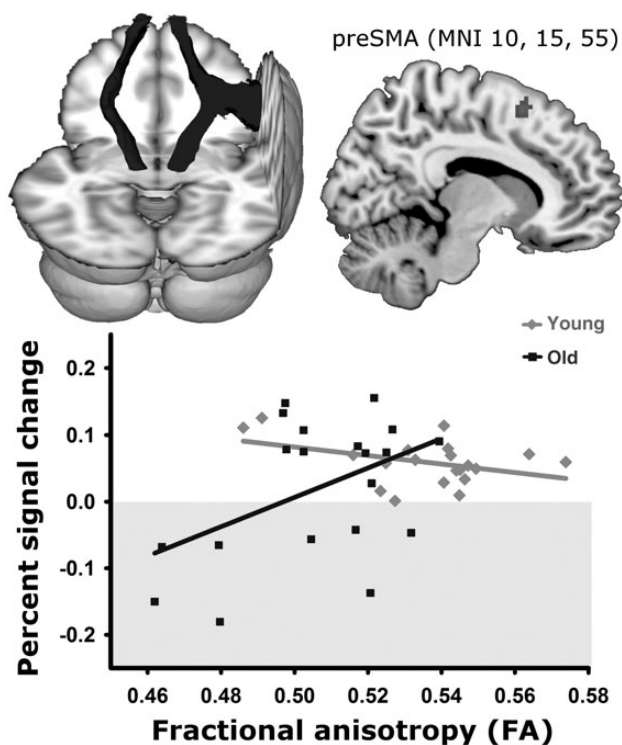 preSMA (MNI 10, 15, 55)
Young
Old
Percent signal change
0.2
0.1
0.0
-0.1
-0.2
0.46
0.48
0.50
0.52
0.54
0.56
0.58
Fractional anisotropy (FA)